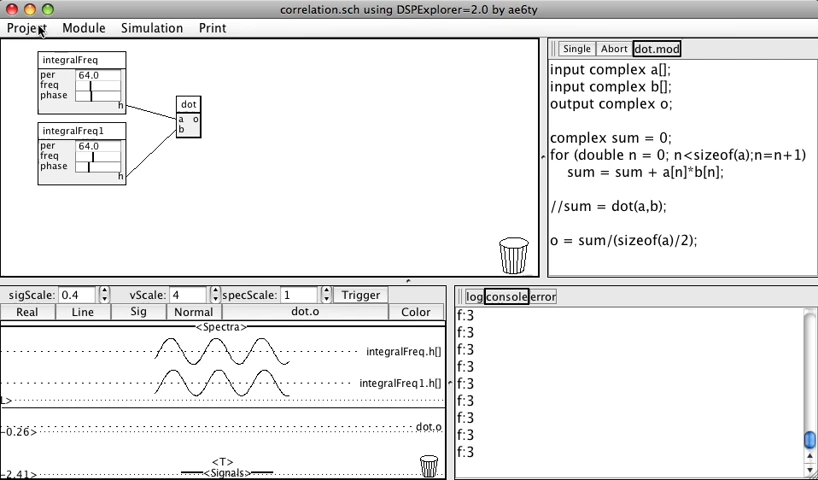 correlation.sch using DSPExplorer=2.0 by ae6ty
Project Module Simulation Print
integralFreq
per 64.0
freq
phase
h
integralFreq1
per 64.0
freq
phase
h
dot
a o
b
Single Abort dot.mod
input complex a[];
input complex b[];
output complex o;
complex sum = 0;
for (double n = 0; n<sizeof(a);n=n+1)
sum = sum + a[n]*b[n];
//sum = dot(a,b);
o = sum/(sizeof(a)/2);
sigScale: 0.4 vScale: 4 specScale: 1 Trigger
Real Line Sig Normal dot.o Color
<Spectra>
integralFreq.h[]
integralFreq1.h[]
L>
dot.o
-0.26>
<T>
-2.41> <Signals>
log console error
f:3
f:3
f:3
f:3
f:3
f:3
f:3
f:3
f:3